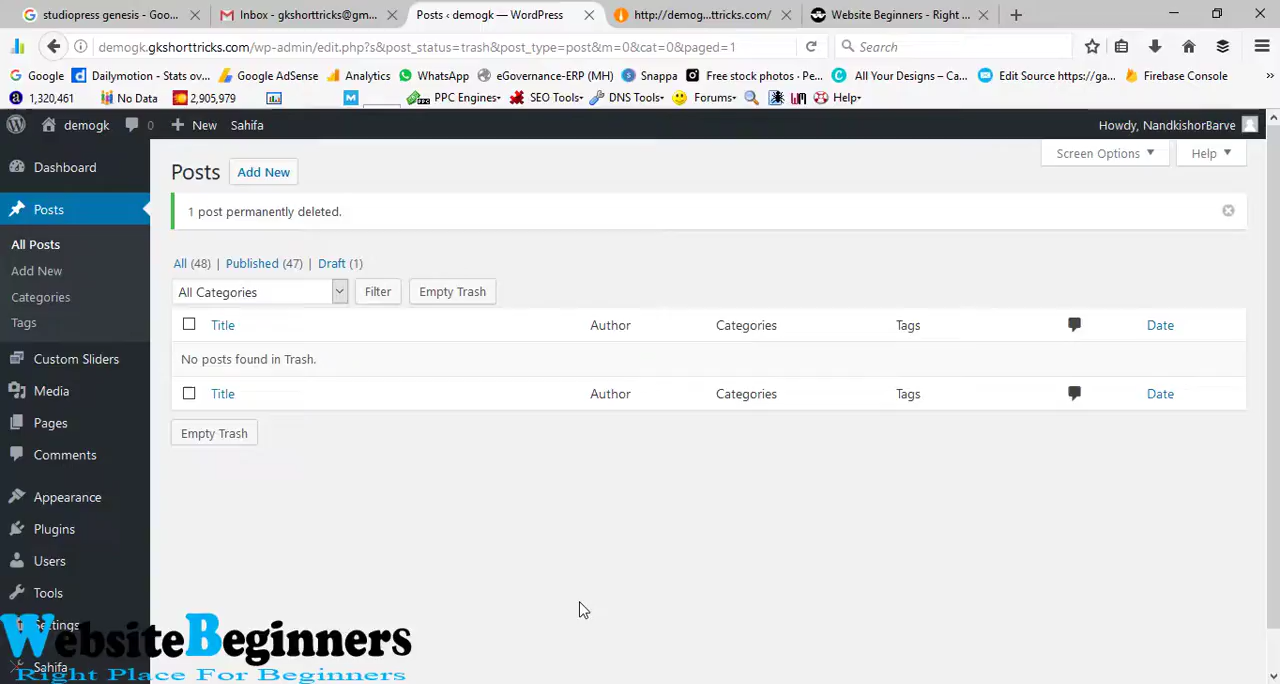 studiopress genesis - Goo...
Inbox - gkshorttricks@gm...
Posts ‹ demogk — WordPress
http://demog...ttricks.com/
Website Beginners - Right ...
demogk.gkshorttricks.com/wp-admin/edit.php?s&post_status=trash&post_type=post&m=0&cat=0&paged=1
Search
Google
Dailymotion - Stats ov...
Google AdSense
Analytics
WhatsApp
eGovernance-ERP (MH)
Snappa
Free stock photos · Pe...
All Your Designs – Ca...
Edit Source https://ga...
Firebase Console
1,320,461
No Data
2,905,979
PPC Engines
SEO Tools
DNS Tools
Forums
Help
demogk
0
New
Sahifa
Howdy, NandkishorBarve
Screen Options
Help
Dashboard
Posts
All Posts
Add New
Categories
Tags
Custom Sliders
Media
Pages
Comments
Appearance
Plugins
Users
Tools
Settings
Sahifa
Posts
Add New
1 post permanently deleted.
All (48) | Published (47) | Draft (1)
All Categories
Filter
Empty Trash
Title
Author
Categories
Tags
Date
No posts found in Trash.
Title
Author
Categories
Tags
Date
Empty Trash
WebsiteBeginners
Right Place For Beginners